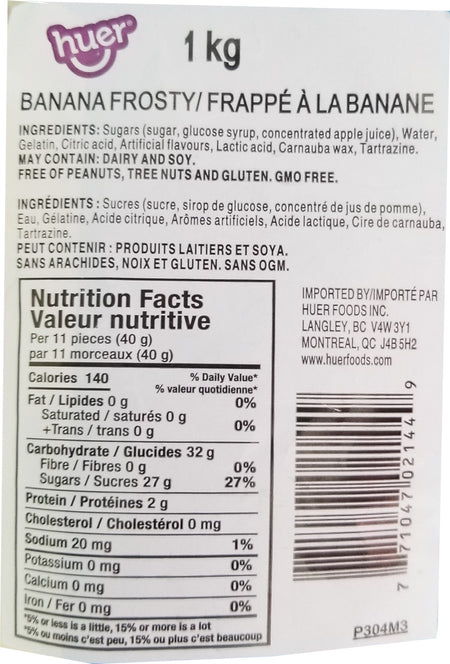 huer
1 kg
BANANA FROSTY/ FRAPPÉ À LA BANANE
INGREDIENTS: Sugars (sugar, glucose syrup, concentrated apple juice), Water,
Gelatin, Citric acid, Artificial flavours, Lactic acid, Carnauba wax, Tartrazine.
MAY CONTAIN: DAIRY AND SOY.
FREE OF PEANUTS, TREE NUTS AND GLUTEN. GMO FREE.
INGRÉDIENTS : Sucres (sucre, sirop de glucose, concentré de jus de pomme),
Eau, Gélatine, Acide citrique, Arômes artificiels, Acide lactique, Cire de carnauba,
Tartrazine.
PEUT CONTENIR : PRODUITS LAITIERS ET SOYA.
SANS ARACHIDES, NOIX ET GLUTEN. SANS OGM.
Nutrition Facts
Valeur nutritive
Per 11 pieces (40 g)
par 11 morceaux (40 g)
Calories 140 % Daily Value*
% valeur quotidienne*
Fat / Lipides 0 g 0%
Saturated / saturés 0 g
+Trans / trans 0 g 0%
Carbohydrate / Glucides 32 g
Fibre / Fibres 0 g 0%
Sugars / Sucres 27 g 27%
Protein / Protéines 2 g
Cholesterol / Cholestérol 0 mg
Sodium 20 mg 1%
Potassium 0 mg 0%
Calcium 0 mg 0%
Iron / Fer 0 mg 0%
*5% or less is a little, 15% or more is a lot
*5% ou moins c'est peu, 15% ou plus c'est beaucoup
IMPORTED BY/IMPORTÉ PAR
HUER FOODS INC.
LANGLEY, BC V4W 3Y1
MONTREAL, QC J4B 5H2
www.huerfoods.com
7 71047 02144 9
P304M3